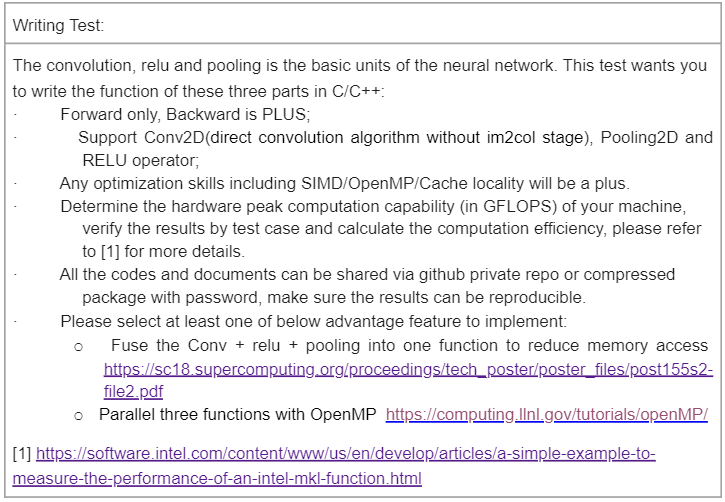 Writing Test:
The convolution, relu and pooling is the basic units of the neural network. This test wants you
to write the function of these three parts in C/C++:
· Forward only, Backward is PLUS;
· Support Conv2D(direct convolution algorithm without im2col stage), Pooling2D and
RELU operator;
· Any optimization skills including SIMD/OpenMP/Cache locality will be a plus.
· Determine the hardware peak computation capability (in GFLOPS) of your machine,
verify the results by test case and calculate the computation efficiency, please refer
to [1] for more details.
· All the codes and documents can be shared via github private repo or compressed
package with password, make sure the results can be reproducible.
· Please select at least one of below advantage feature to implement:
o Fuse the Conv + relu + pooling into one function to reduce memory access
https://sc18.supercomputing.org/proceedings/tech_poster/poster_files/post155s2-
file2.pdf
o Parallel three functions with OpenMP https://computing.llnl.gov/tutorials/openMP/
[1] https://software.intel.com/content/www/us/en/develop/articles/a-simple-example-to-
measure-the-performance-of-an-intel-mkl-function.html